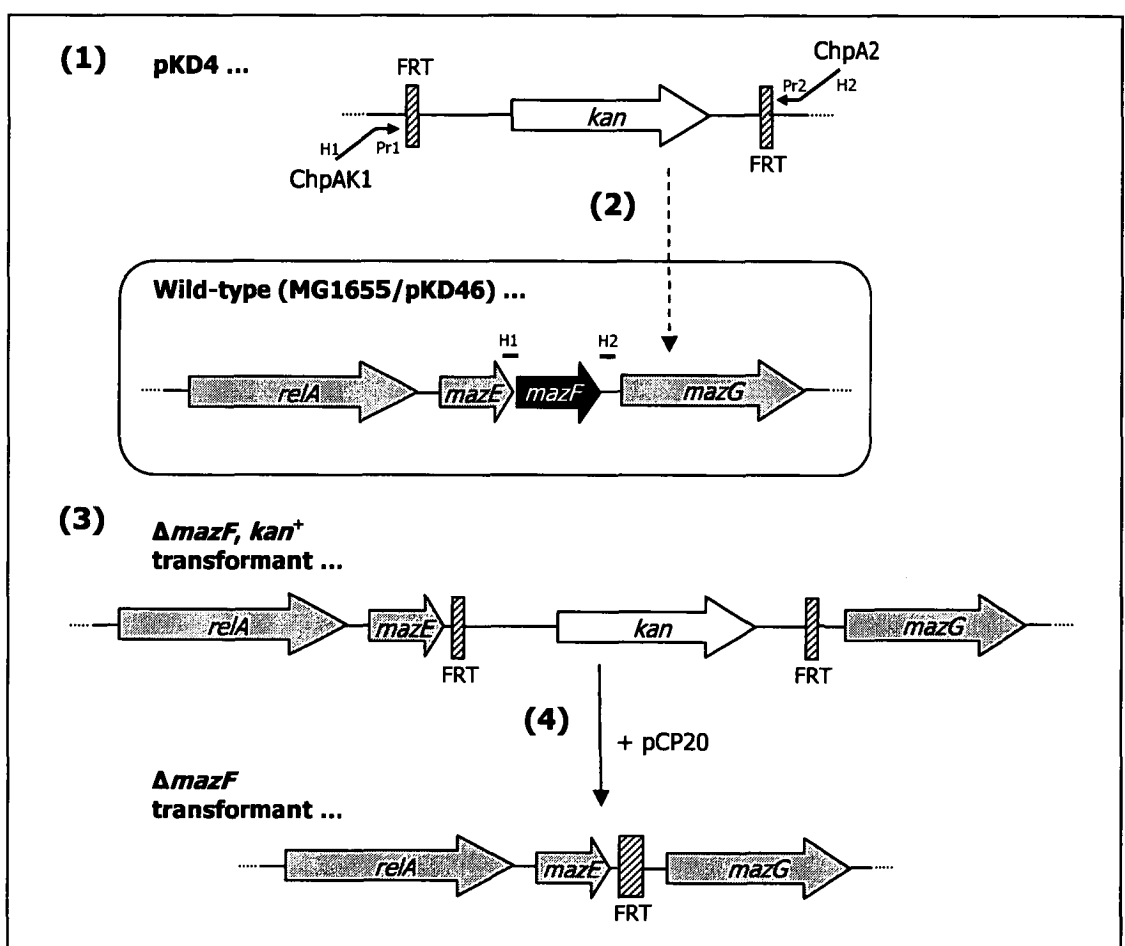 (1)
pKD4 ...
FRT
kan
ChpA2
Pr2
H2
H1
Pr1
ChpAK1
FRT
(2)
Wild-type (MG1655/pKD46) ...
H1
H2
relA
mazE
mazF
mazG
(3)
ΔmazF, kan⁺
transformant ...
relA
mazE
kan
mazG
FRT
FRT
(4)
+ pCP20
ΔmazF
transformant ...
relA
mazE
mazG
FRT